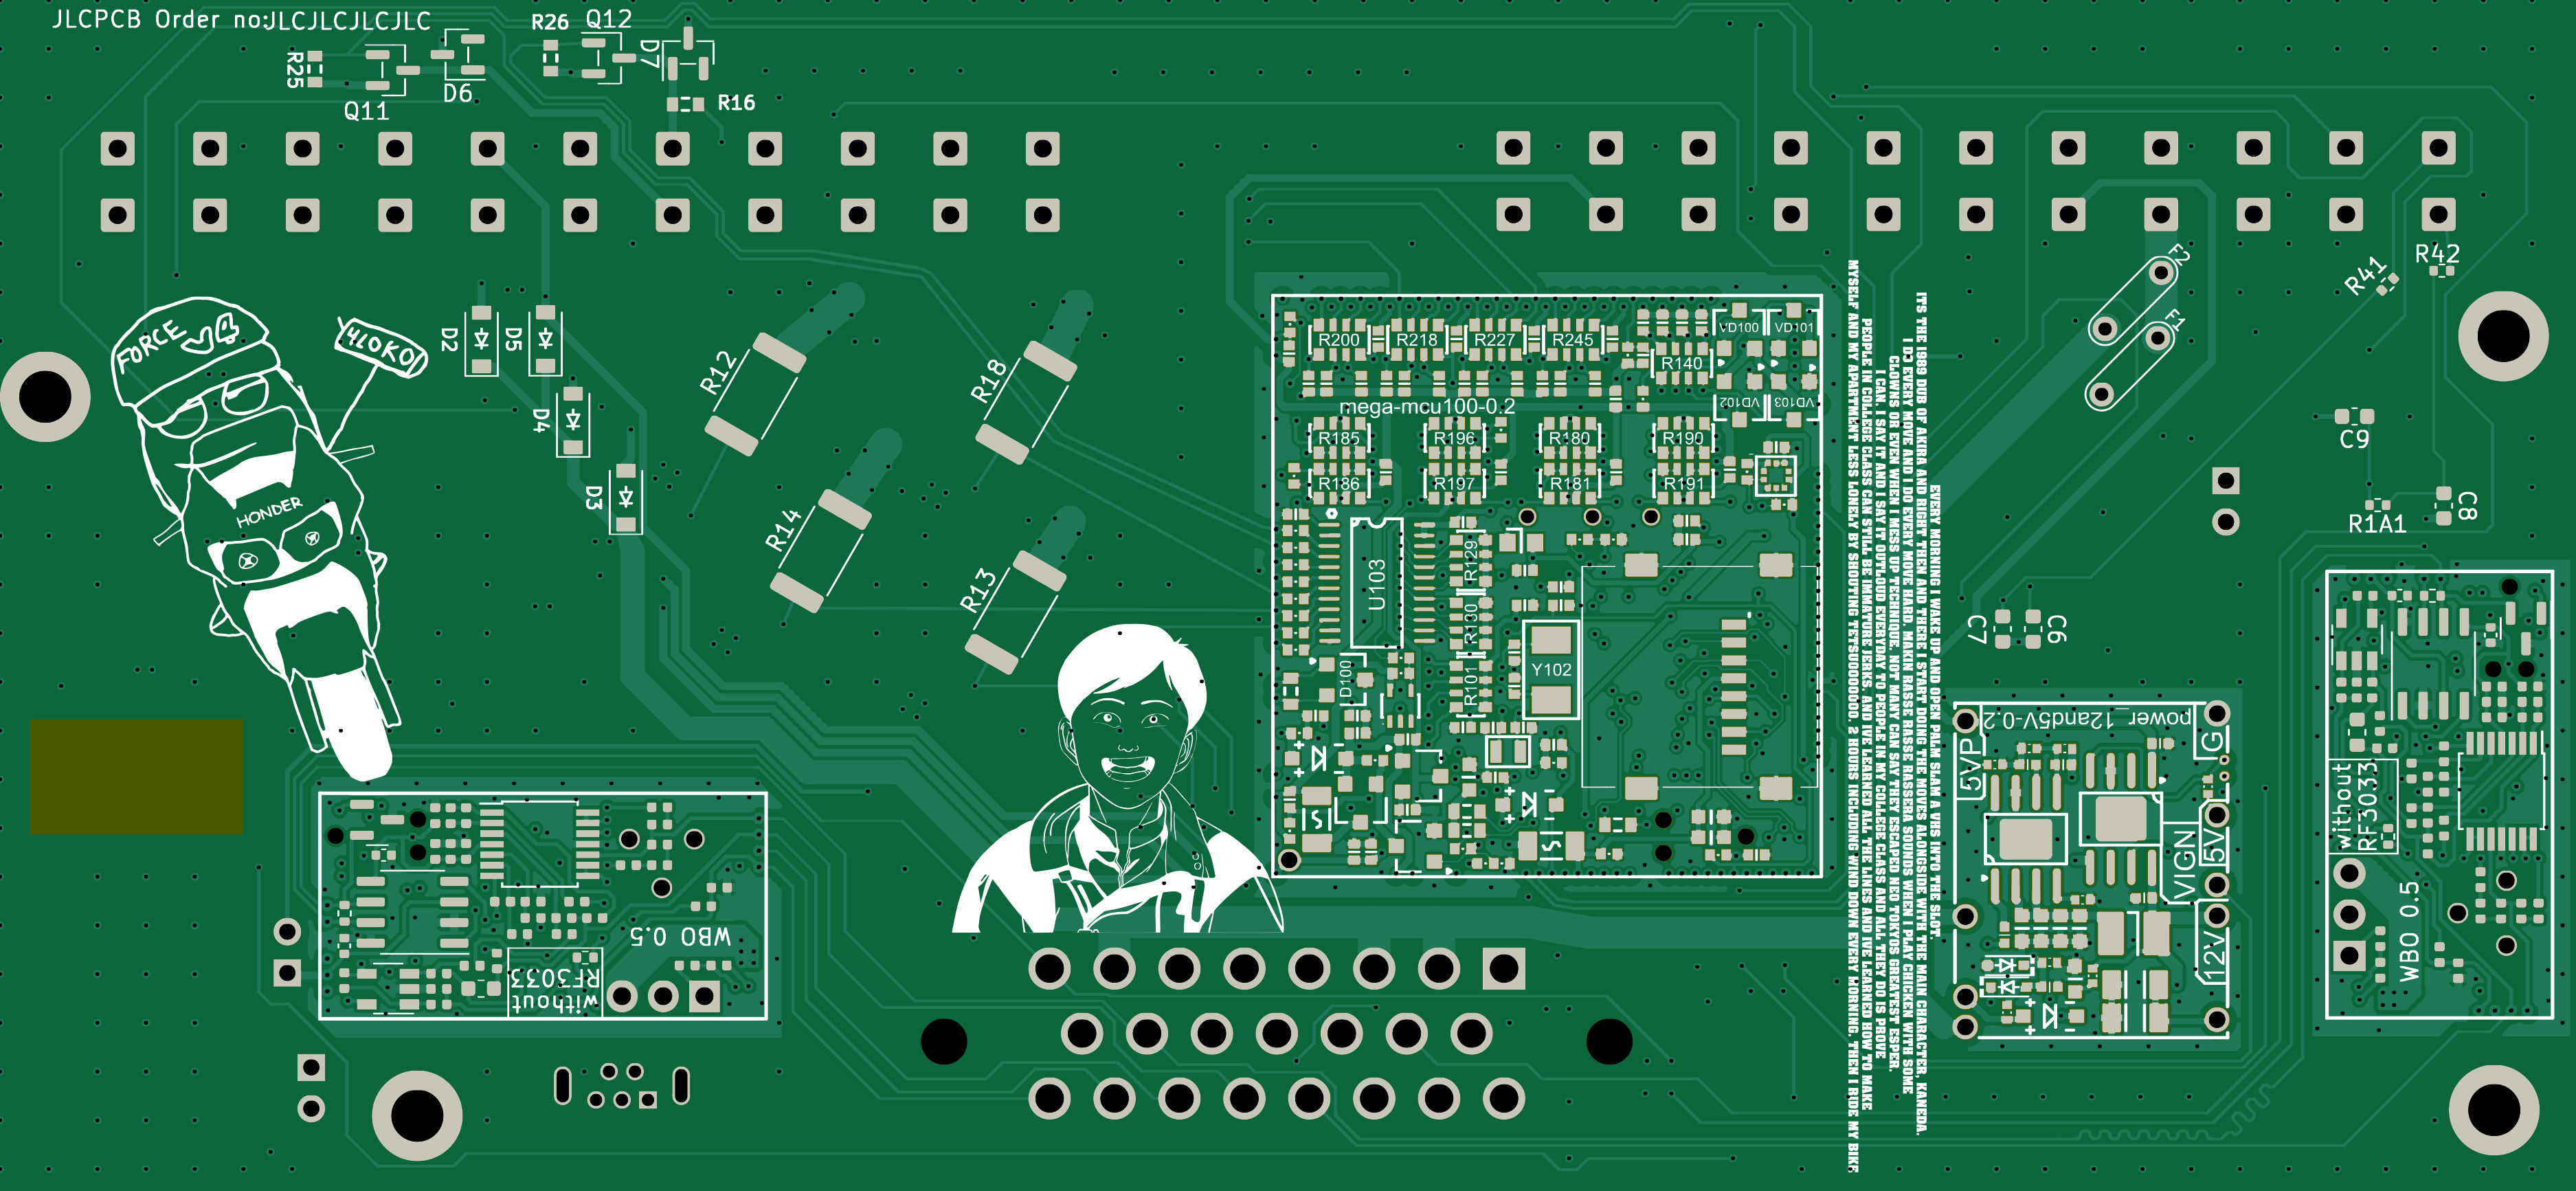 JLCPCB Order no:JLCJLCJLCJLC
R26
Q12
D7
R25
D6
Q11
R16
FORCE
4LOKO
HONDER
D2
D5
D4
D3
R12
R18
R14
R13
R200
R218
R227
R245
VD100
VD101
R140
VD102
VD103
mega-mcu100-0.2
R185
R196
R180
R190
R186
R197
R181
R191
U103
R129
R130
R101
D100
Y102
EVERY MORNING I WAKE UP AND OPEN PALM SLAM A VHS INTO THE SLOT.
ITS THE 1989 DUB OF AKIRA AND RIGHT THEN AND THERE I START DOING THE MOVES ALONGSIDE WITH THE MAIN CHARACTER, KANEDA.
I DO EVERY MOVE AND I DO EVERY MOVE HARD. MAKIN RASE RASSE RASSERA SOUNDS WHEN I PLAY CHICKEN WITH SOME
CLOWNS OR EVEN WHEN I MESS UP TECHNIQUE. NOT MANY CAN SAY THEY ESCAPED NEO TOKYOS GREATEST ESPER.
I CAN. I SAY IT AND I SAY IT OUTLOUD EVERYDAY TO PEOPLE IN MY COLLEGE CLASS AND ALL THEY DO IS PROVE
PEOPLE IN COLLEGE CLASS CAN STILL BE IMMATURE JERKS. AND IVE LEARNED ALL THE LINES AND IVE LEARNED HOW TO MAKE
MYSELF AND MY APARTMENT LESS LONELY BY SHOUTING TETSUOOOOOOO. 2 HOURS INCLUDING WIND DOWN EVERY MORNING. THEN I RIDE MY BIKE
F2
F1
R41
R42
C9
C8
R1A1
C7
C6
power_12and5V-0.2
5VP
G
5V
VIGN
12V
without
RF3033
WBO 0.5
WBO 0.5
without
RF3033